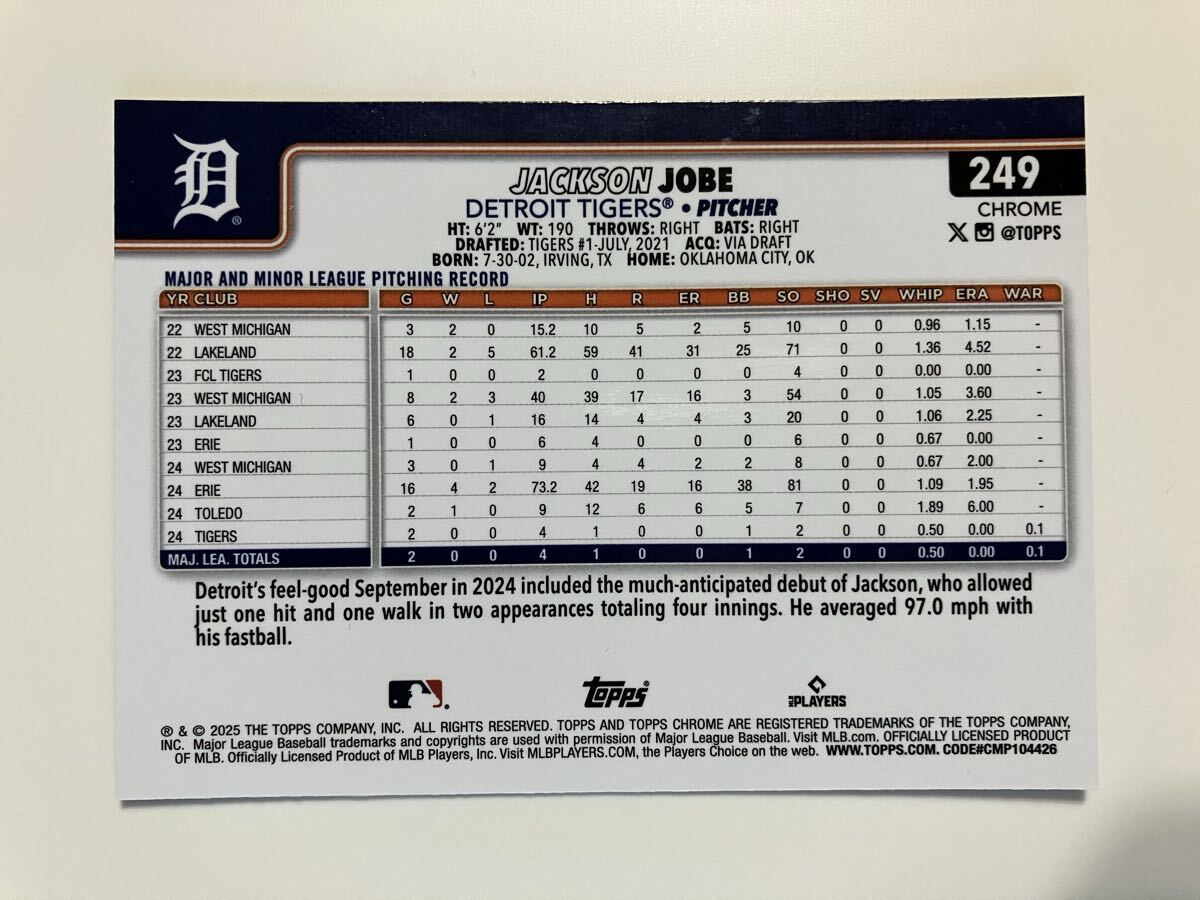 D®
JACKSON JOBE
249
DETROIT TIGERS® • PITCHER
CHROME
HT: 6'2" WT: 190 THROWS: RIGHT BATS: RIGHT
@TOPPS
DRAFTED: TIGERS #1-JULY, 2021 ACQ: VIA DRAFT
BORN: 7-30-02, IRVING, TX HOME: OKLAHOMA CITY, OK
MAJOR AND MINOR LEAGUE PITCHING RECORD
YR CLUB G W L IP H R ER BB SO SHO SV WHIP ERA WAR
22 WEST MICHIGAN 3 2 0 15.2 10 5 2 5 10 0 0 0.96 1.15 -
22 LAKELAND 18 2 5 61.2 59 41 31 25 71 0 0 1.36 4.52 -
23 FCL TIGERS 1 0 0 2 0 0 0 0 4 0 0 0.00 0.00 -
23 WEST MICHIGAN 8 2 3 40 39 17 16 3 54 0 0 1.05 3.60 -
23 LAKELAND 6 0 1 16 14 4 4 3 20 0 0 1.06 2.25 -
23 ERIE 1 0 0 6 4 0 0 0 6 0 0 0.67 0.00 -
24 WEST MICHIGAN 3 0 1 9 4 4 2 2 8 0 0 0.67 2.00 -
24 ERIE 16 4 2 73.2 42 19 16 38 81 0 0 1.09 1.95 -
24 TOLEDO 2 1 0 9 12 6 6 5 7 0 0 1.89 6.00 -
24 TIGERS 2 0 0 4 1 0 0 1 2 0 0 0.50 0.00 0.1
MAJ. LEA. TOTALS 2 0 0 4 1 0 0 1 2 0 0 0.50 0.00 0.1
Detroit's feel-good September in 2024 included the much-anticipated debut of Jackson, who allowed
just one hit and one walk in two appearances totaling four innings. He averaged 97.0 mph with
his fastball.
TOPPS® MLB PLAYERS
® & © 2025 THE TOPPS COMPANY, INC. ALL RIGHTS RESERVED. TOPPS AND TOPPS CHROME ARE REGISTERED TRADEMARKS OF THE TOPPS COMPANY,
INC. Major League Baseball trademarks and copyrights are used with permission of Major League Baseball. Visit MLB.com. OFFICIALLY LICENSED PRODUCT
OF MLB. Officially Licensed Product of MLB Players, Inc. Visit MLBPLAYERS.COM, the Players Choice on the web. WWW.TOPPS.COM. CODE#CMP104426